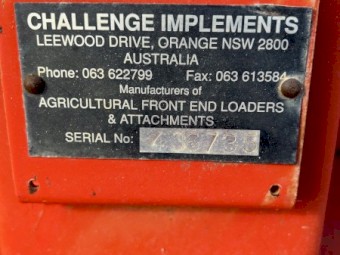 CHALLENGE IMPLEMENTS
LEEWOOD DRIVE, ORANGE NSW 2800
AUSTRALIA
Phone: 063 622799 Fax: 063 613584
Manufacturers of
AGRICULTURAL FRONT END LOADERS
& ATTACHMENTS
SERIAL No: